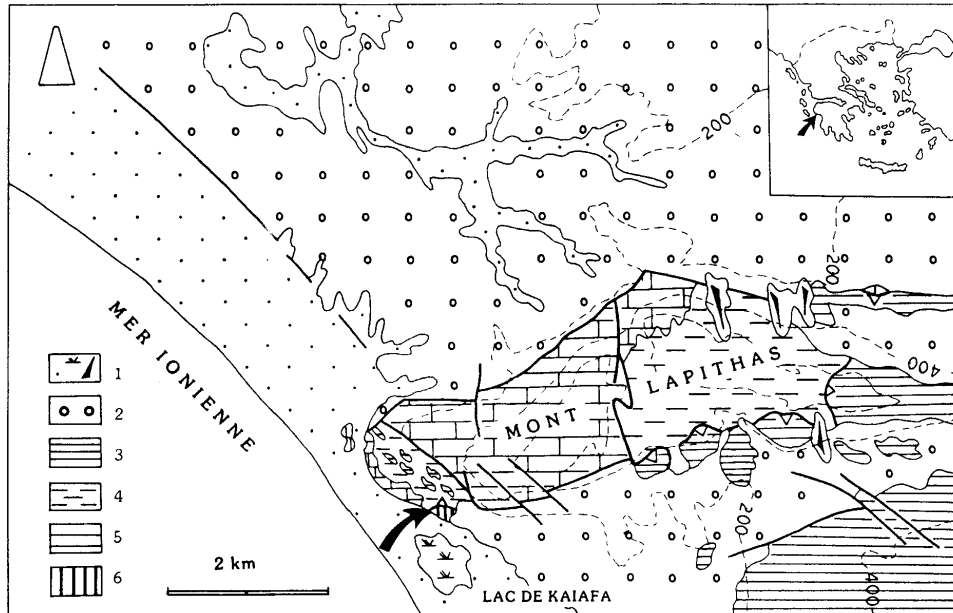 200
200
400
MER IONIENNE
MONT LAPITHAS
1
2
3
4
5
6
2 km
200
400
LAC DE KAIAFA